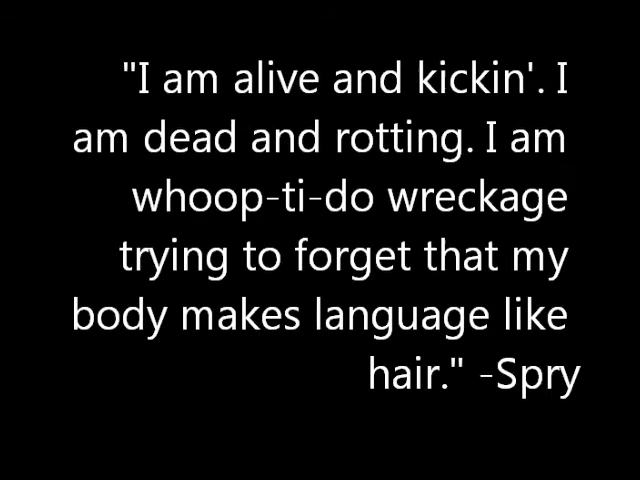 "I am alive and kickin'. I
am dead and rotting. I am
whoop-ti-do wreckage
trying to forget that my
body makes language like
hair." -Spry